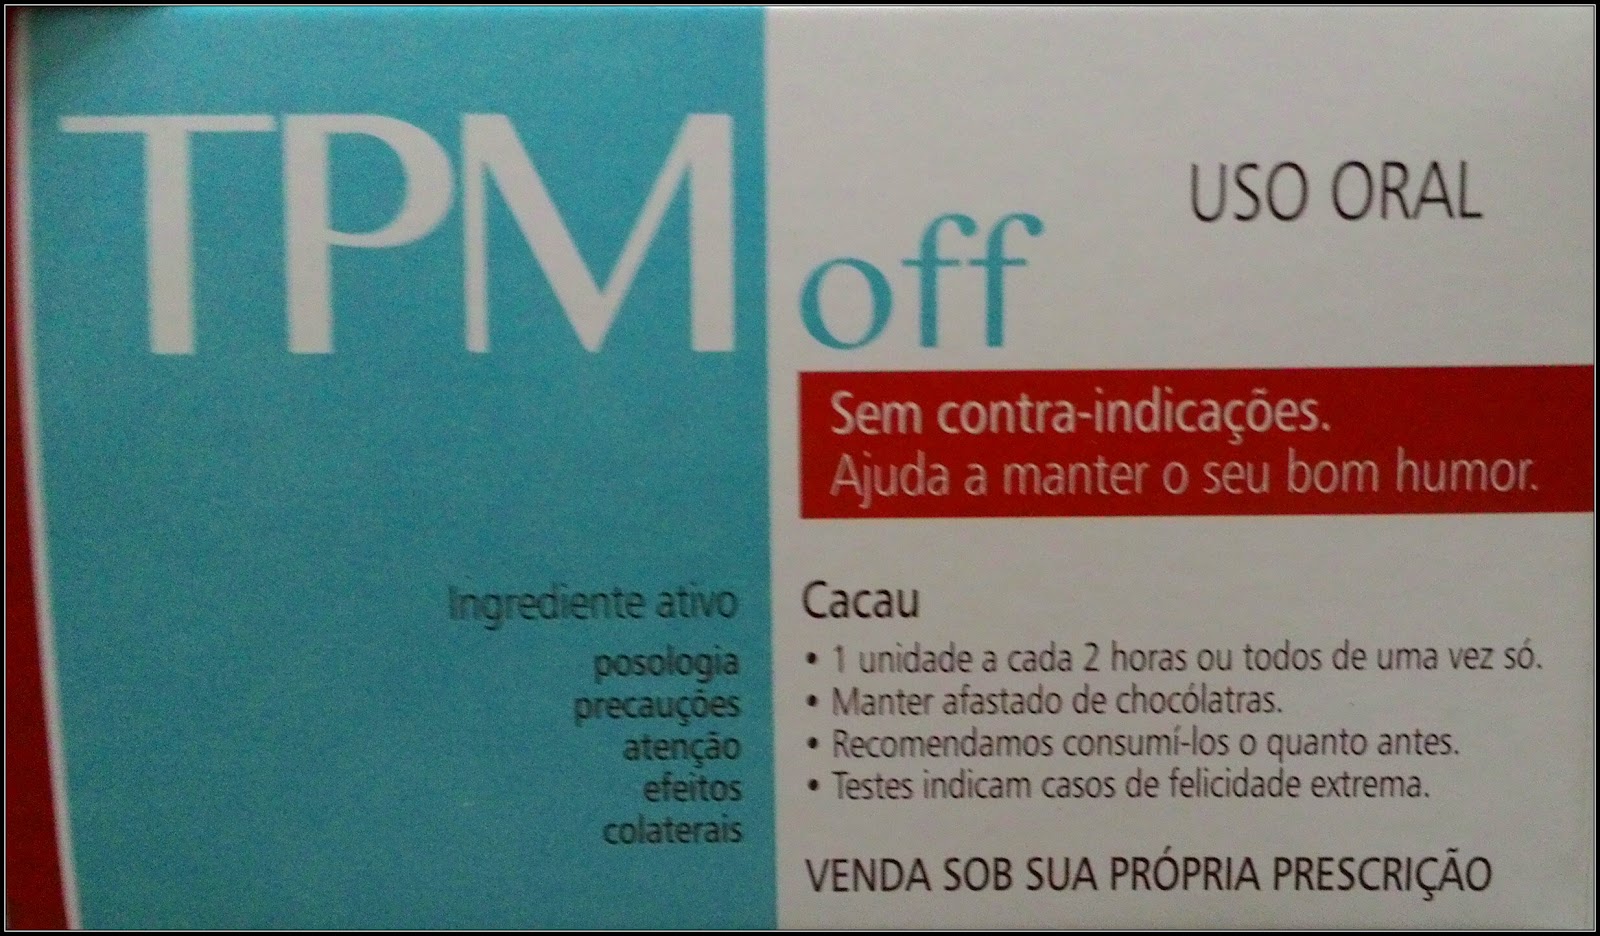 TPM off
USO ORAL
Sem contra-indicações.
Ajuda a manter o seu bom humor.
Ingrediente ativo Cacau
posologia • 1 unidade a cada 2 horas ou todos de uma vez só.
precauções • Manter afastado de chocólatras.
atenção • Recomendamos consumí-los o quanto antes.
efeitos • Testes indicam casos de felicidade extrema.
colaterais
VENDA SOB SUA PRÓPRIA PRESCRIÇÃO